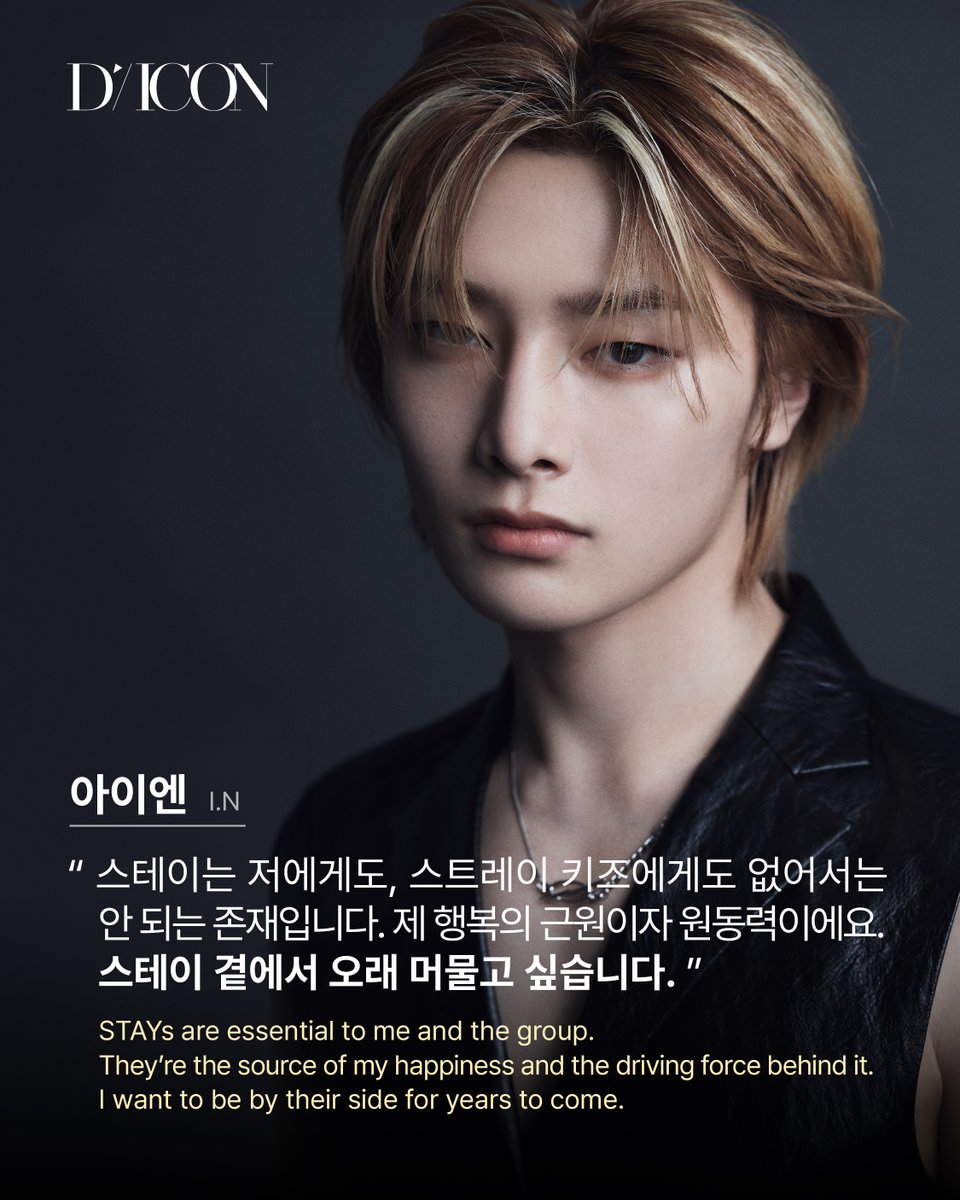 D'/ICON
아이엔 I.N
“ 스테이는 저에게도, 스트레이 키즈에게도 없어서는
안 되는 존재입니다. 제 행복의 근원이자 원동력이에요.
스테이 곁에서 오래 머물고 싶습니다. ”
STAYs are essential to me and the group.
They’re the source of my happiness and the driving force behind it.
I want to be by their side for years to come.